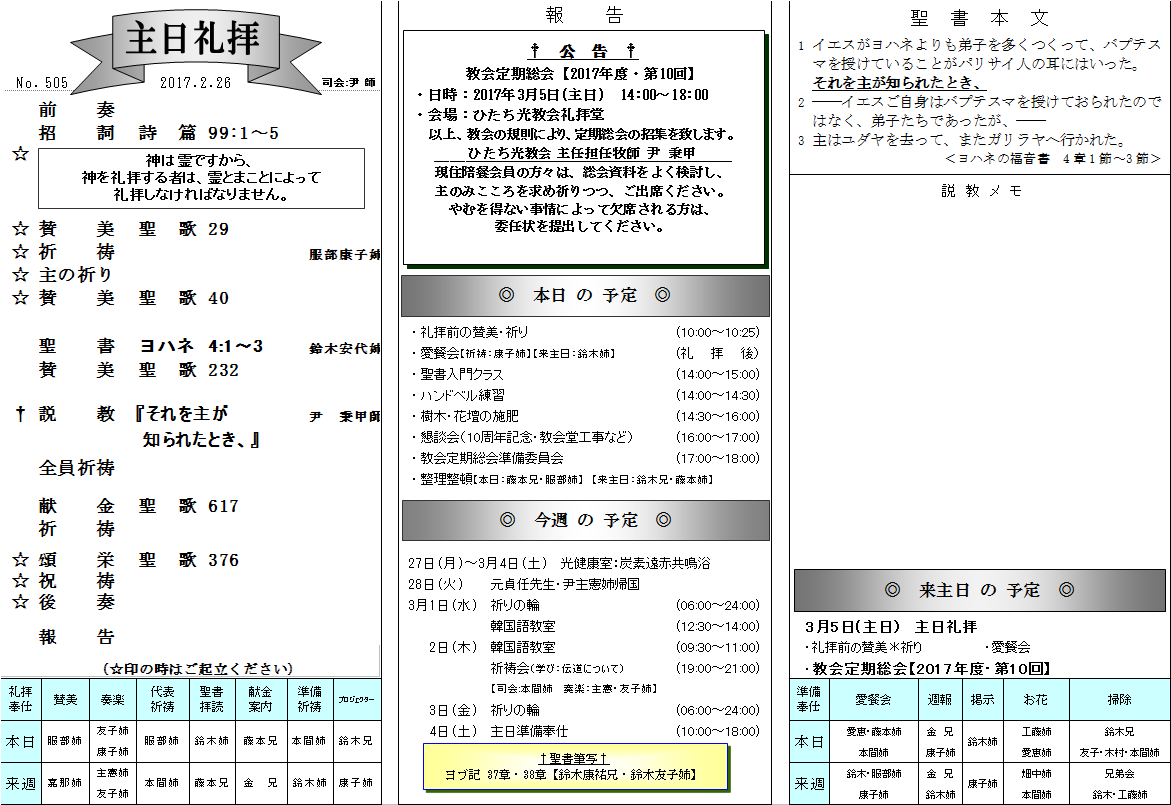 主日礼拝
No. 505
2017.2.26
司会:尹 師
前 奏
招 詞 詩 篇 99:1～5
☆
神は霊ですから、
神を礼拝する者は、霊とまことによって
礼拝しなければなりません。
☆ 賛 美 聖 歌 29
☆ 祈 祷 服部康子姉
☆ 主の祈り
☆ 賛 美 聖 歌 40
聖 書 ヨハネ 4:1～3 鈴木安代姉
賛 美 聖 歌 232
† 説 教 『それを主が 尹 秉甲師
知られたとき、』
全員祈祷
献 金 聖 歌 617
祈 祷
☆ 頌 栄 聖 歌 376
☆ 祝 祷
☆ 後 奏
報 告
(☆印の時はご起立ください)
礼拝奉仕 賛美 奏楽 代表祈祷 聖書拝読 献金案内 準備祈祷 プロジェクター
本日 服部姉 友子姉 康子姉 服部姉 鈴木姉 藤本兄 本間姉 鈴木兄
来週 嘉那姉 主憲姉 友子姉 本間姉 藤本兄 金 兄 鈴木姉 康子姉
報 告
† 公 告 †
教会定期総会【2017年度・第10回】
・日時：2017年3月5日(主日) 14:00～18:00
・会場：ひたち光教会礼拝堂
以上、教会の規則により、定期総会の招集を致します。
ひたち光教会 主任担任牧師 尹 秉甲
現住陪餐会員の方々は、総会資料をよく検討し、
主のみこころを求め祈りつつ、ご出席ください。
やむを得ない事情によって欠席される方は、
委任状を提出してください。
◎ 本日 の 予定 ◎
・礼拝前の賛美・祈り (10:00～10:25)
・愛餐会【祈祷：康子姉】【来主日：鈴木姉】 (礼 拝 後)
・聖書入門クラス (14:00～15:00)
・ハンドベル練習 (14:00～14:30)
・樹木・花壇の施肥 (14:30～16:00)
・懇談会(10周年記念・教会堂工事など) (16:00～17:00)
・教会定期総会準備委員会 (17:00～18:00)
・整理整頓【本日：藤本兄・服部姉】 【来主日：鈴木兄・藤本姉】
◎ 今週 の 予定 ◎
27日(月)～3月4日(土) 光健康室：炭素遠赤共鳴浴
28日(火) 元貞任先生・尹主憲姉帰国
3月1日(水) 祈りの輪 (06:00～24:00)
韓国語教室 (12:30～14:00)
2日(木) 韓国語教室 (09:30～11:00)
祈祷会(学び：伝道について) (19:00～21:00)
【司会:本間姉 奏楽：主憲・友子姉】
3日(金) 祈りの輪 (06:00～24:00)
4日(土) 主日準備奉仕 (10:00～18:00)
†聖書筆写†
ヨブ記 37章・38章【鈴木康祐兄・鈴木友子姉】
聖 書 本 文
1 イエスがヨハネよりも弟子を多くつくって、バプテス
マを授けていることがパリサイ人の耳にはいった。
それを主が知られたとき、
2 ――イエスご自身はバプテスマを授けておられたので
はなく、弟子たちであったが、――
3 主はユダヤを去って、またガリラヤへ行かれた。
＜ヨハネの福音書 4章1節～3節＞
説 教 メ モ
◎ 来主日 の 予定 ◎
３月５日(主日) 主日礼拝
・礼拝前の賛美＊祈り ・愛餐会
・教会定期総会【2017年度・第10回】
準備奉仕 愛餐会 週報 掲示 お花 掃除
本日 愛恵・藤本姉 本間姉 金 兄 康子姉 鈴木姉 工藤姉 愛恵姉 鈴木兄 友子・木村・本間姉
来週 鈴木・服部姉 康子姉 金 兄 鈴木姉 康子姉 畑中姉 本間姉 兄弟会 鈴木・工藤姉